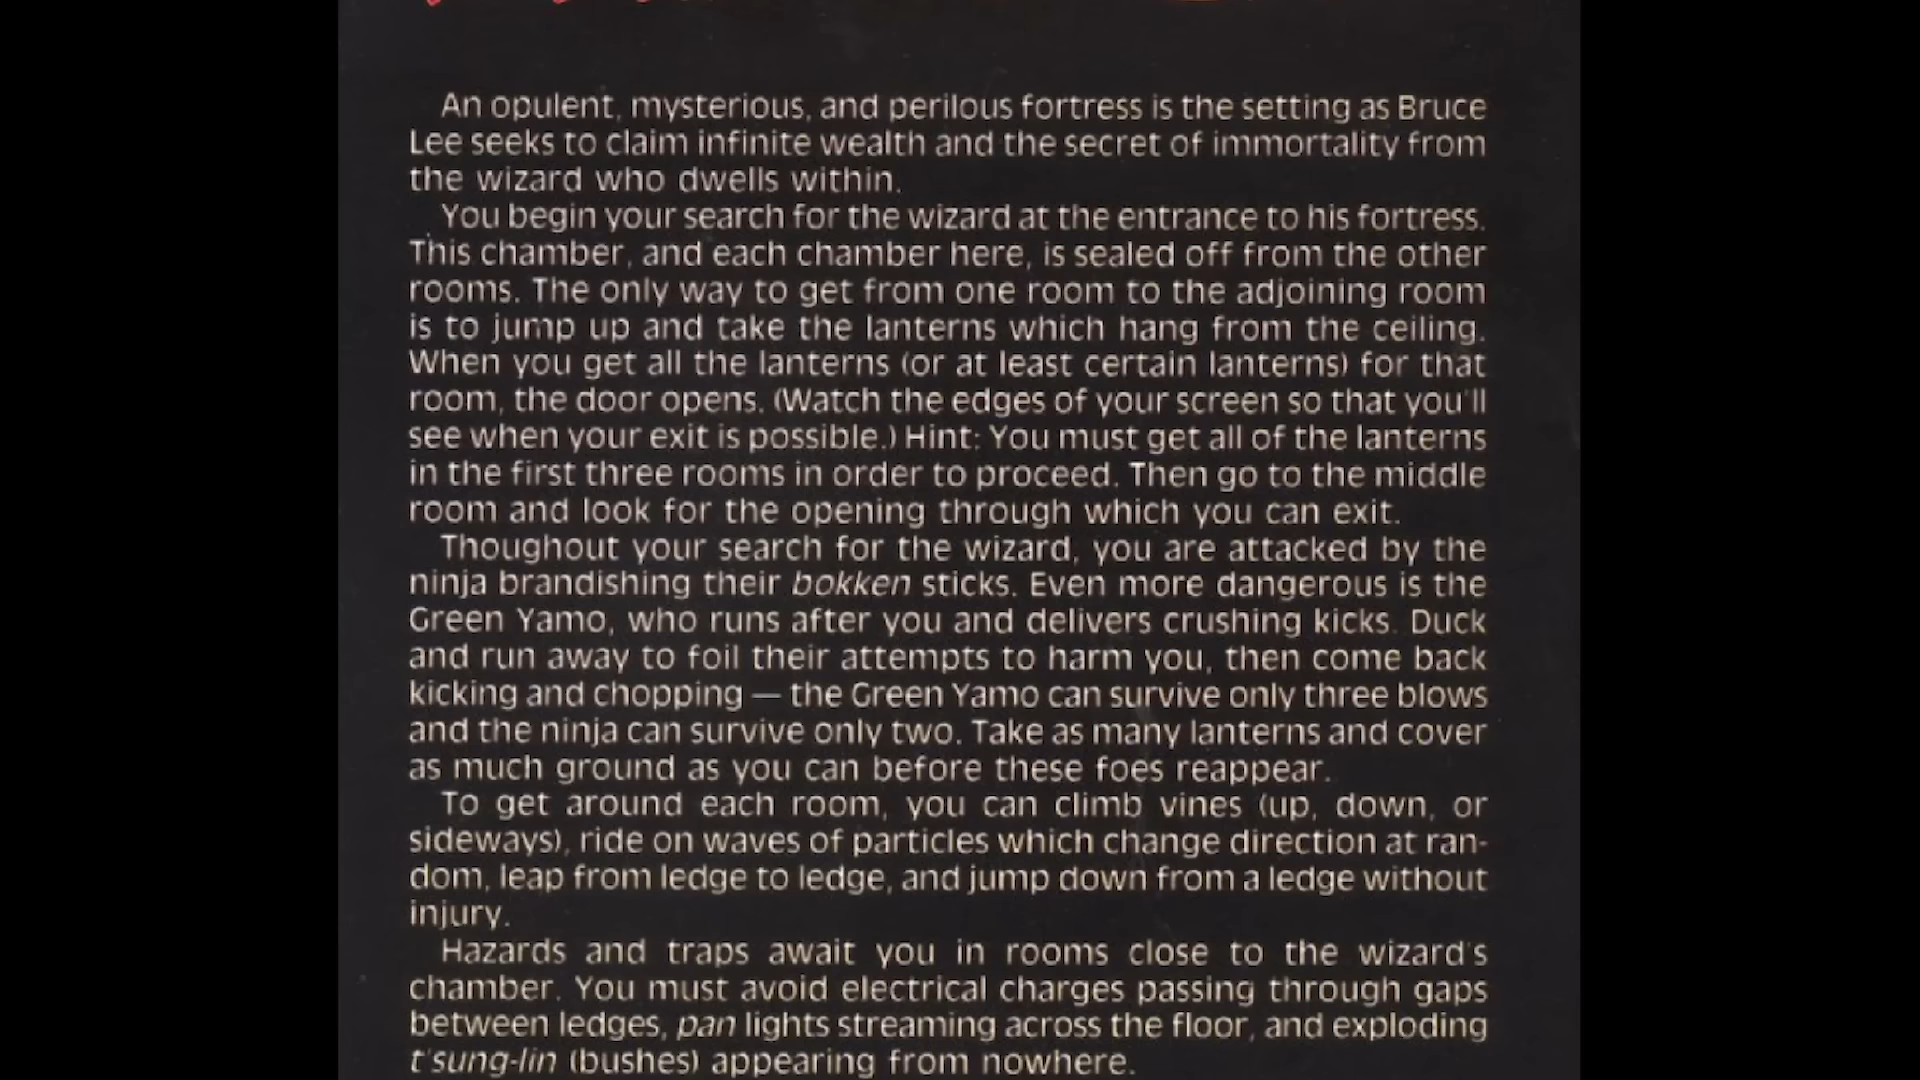 An opulent, mysterious, and perilous fortress is the setting as Bruce
Lee seeks to claim infinite wealth and the secret of immortality from
the wizard who dwells within.
You begin your search for the wizard at the entrance to his fortress.
This chamber, and each chamber here, is sealed off from the other
rooms. The only way to get from one room to the adjoining room
is to jump up and take the lanterns which hang from the ceiling.
When you get all the lanterns (or at least certain lanterns) for that
room, the door opens. (Watch the edges of your screen so that you'll
see when your exit is possible.) Hint: You must get all of the lanterns
in the first three rooms in order to proceed. Then go to the middle
room and look for the opening through which you can exit.
Thoughout your search for the wizard, you are attacked by the
ninja brandishing their bokken sticks. Even more dangerous is the
Green Yamo, who runs after you and delivers crushing kicks. Duck
and run away to foil their attempts to harm you, then come back
kicking and chopping — the Green Yamo can survive only three blows
and the ninja can survive only two. Take as many lanterns and cover
as much ground as you can before these foes reappear.
To get around each room, you can climb vines (up, down, or
sideways), ride on waves of particles which change direction at ran-
dom, leap from ledge to ledge, and jump down from a ledge without
injury.
Hazards and traps await you in rooms close to the wizard's
chamber. You must avoid electrical charges passing through gaps
between ledges, pan lights streaming across the floor, and exploding
t'sung-lin (bushes) appearing from nowhere.